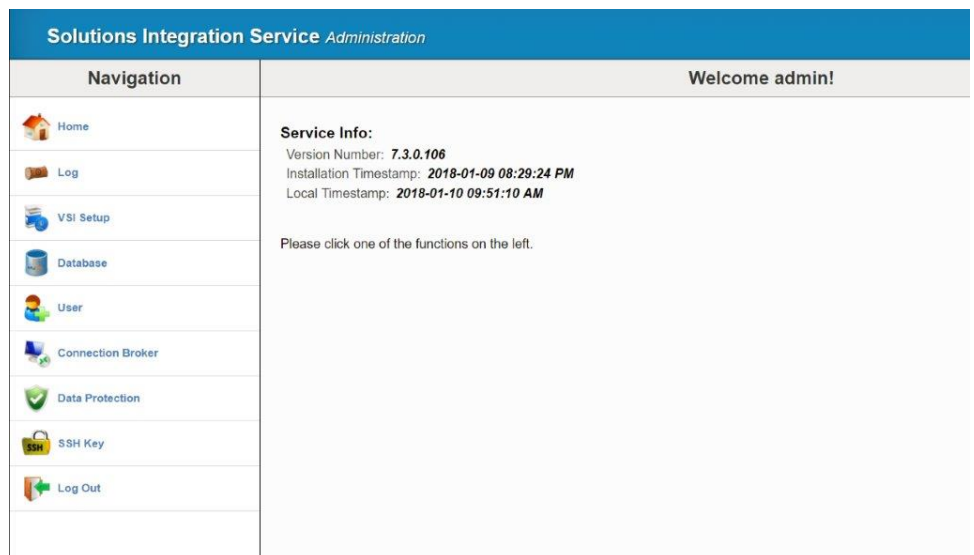 Solutions Integration Service Administration
Navigation
Welcome admin!
Home
Log
VSI Setup
Database
User
Connection Broker
Data Protection
SSH
SSH Key
Log Out
Service Info:
Version Number: 7.3.0.106
Installation Timestamp: 2018-01-09 08:29:24 PM
Local Timestamp: 2018-01-10 09:51:10 AM
Please click one of the functions on the left.